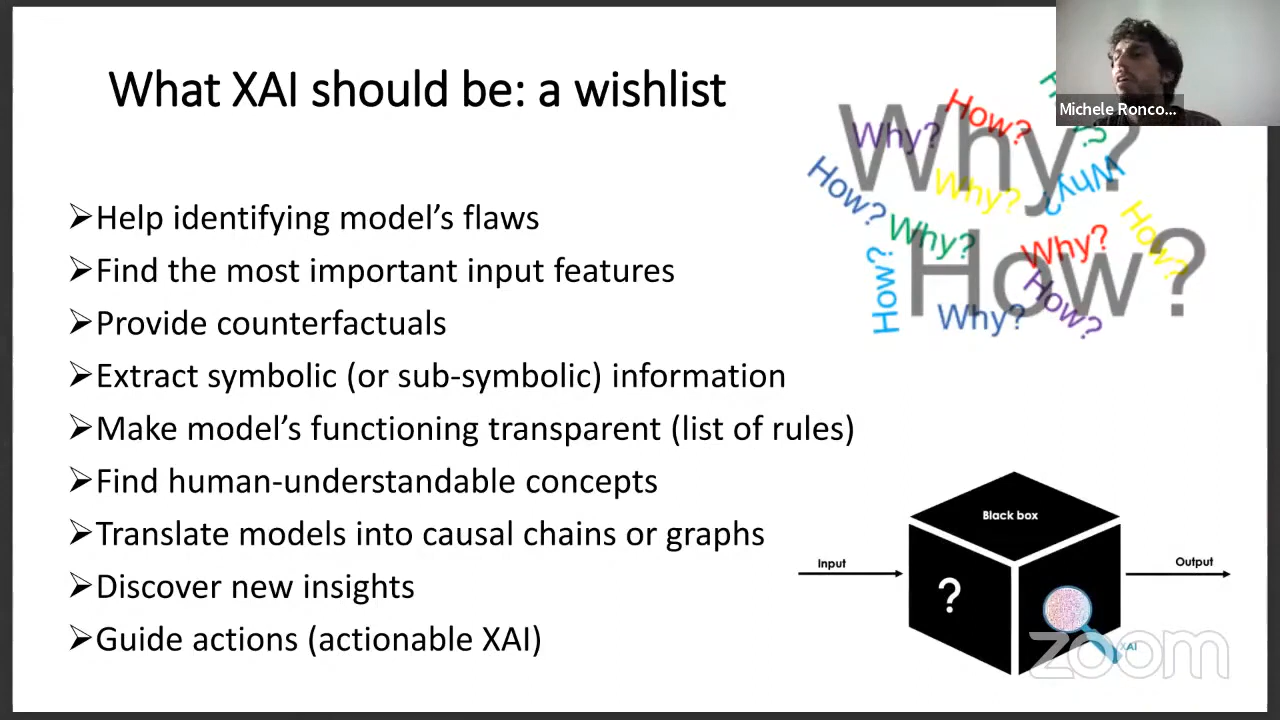 What XAI should be: a wishlist
Michele Ronco...
➢Help identifying model's flaws
➢Find the most important input features
➢Provide counterfactuals
➢Extract symbolic (or sub-symbolic) information
➢Make model's functioning transparent (list of rules)
➢Find human-understandable concepts
➢Translate models into causal chains or graphs
➢Discover new insights
➢Guide actions (actionable XAI)
Why?
How?
Why?
How?
Why?
Why?
How?
Why?
Why?
How?
How?
How?
Why?
How?
Black box
Input
Output
?
XAI
zoom